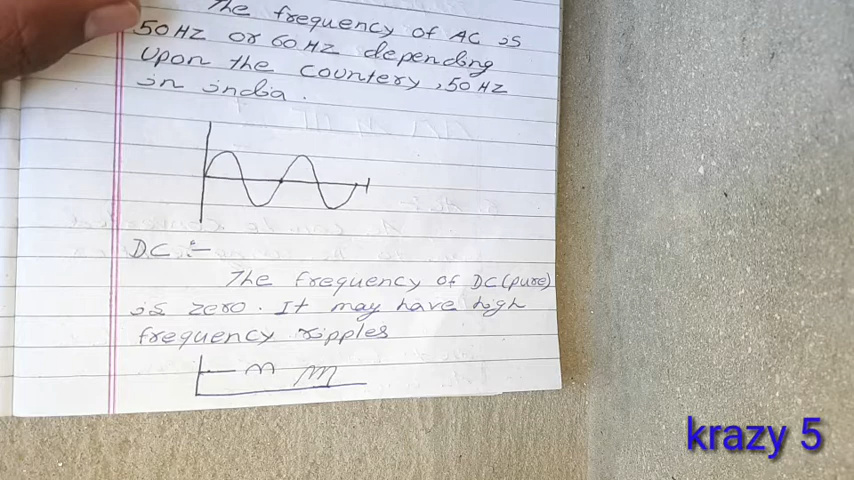 The frequency of AC is
50 HZ or 60 HZ depending
upon the countery, 50 HZ
in india.
DC :-
The frequency of DC (pure)
is zero. It may have high
frequency ripples
krazy 5